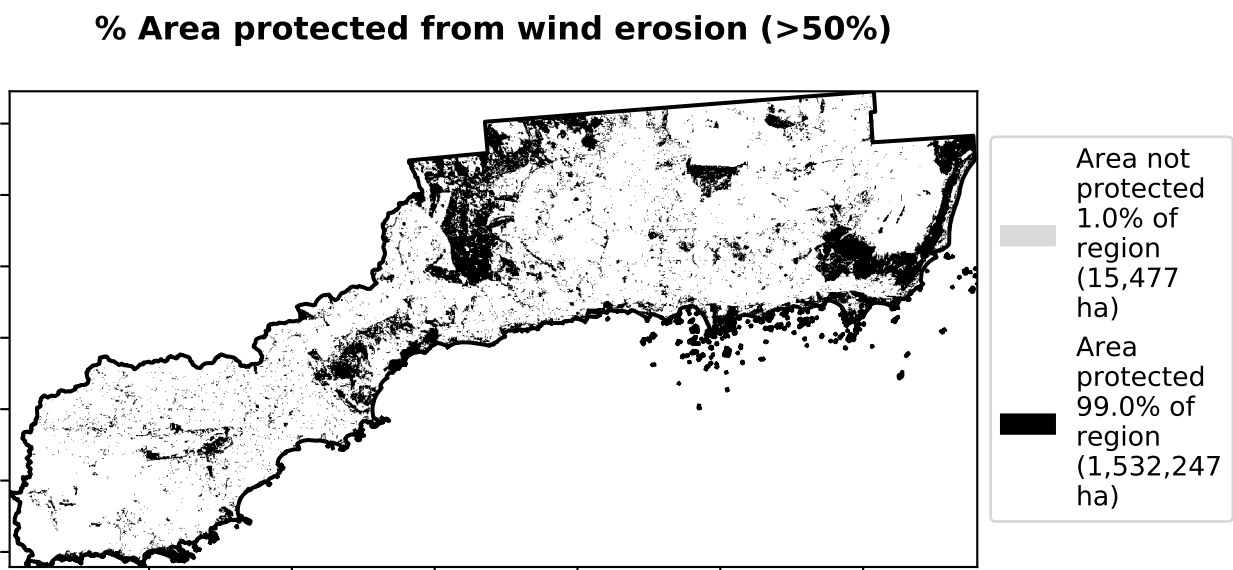 % Area protected from wind erosion (>50%)
Area not
protected
1.0% of
region
(15,477
ha)
Area
protected
99.0% of
region
(1,532,247
ha)